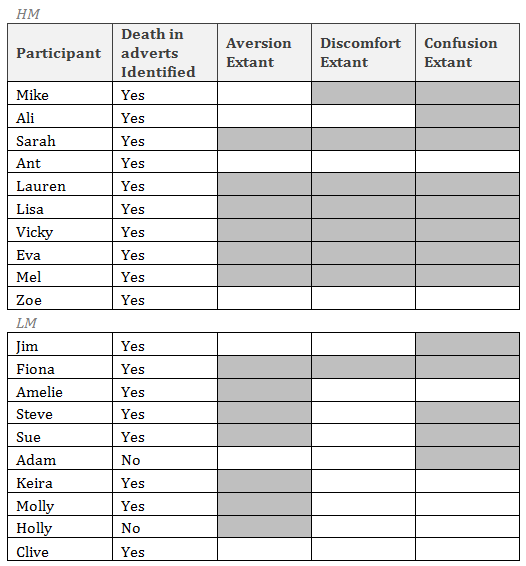 HM
Participant Death in adverts Identified Aversion Extant Discomfort Extant Confusion Extant
Mike Yes
Ali Yes
Sarah Yes
Ant Yes
Lauren Yes
Lisa Yes
Vicky Yes
Eva Yes
Mel Yes
Zoe Yes
LM
Jim Yes
Fiona Yes
Amelie Yes
Steve Yes
Sue Yes
Adam No
Keira Yes
Molly Yes
Holly No
Clive Yes